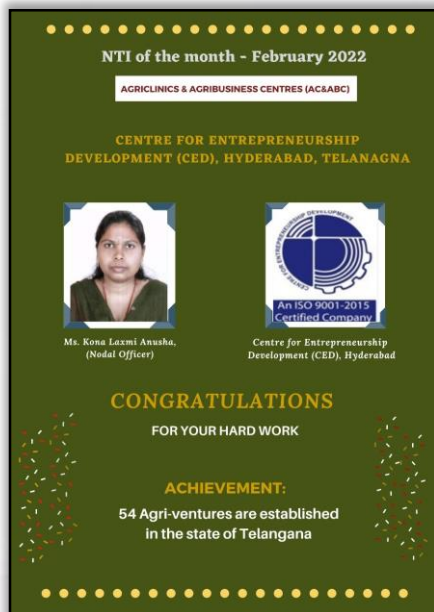 NTI of the month - February 2022
AGRICLINICS & AGRIBUSINESS CENTRES (AC&ABC)
CENTRE FOR ENTREPRENEURSHIP
DEVELOPMENT (CED), HYDERABAD, TELANAGNA
CENTRE FOR ENTREPRENEURSHIP DEVELOPMENT
An ISO 9001-2015
Certified Company
Ms. Kona Laxmi Anusha,
(Nodal Officer)
Centre for Entrepreneurship
Development (CED), Hyderabad
CONGRATULATIONS
FOR YOUR HARD WORK
ACHIEVEMENT:
54 Agri-ventures are established
in the state of Telangana